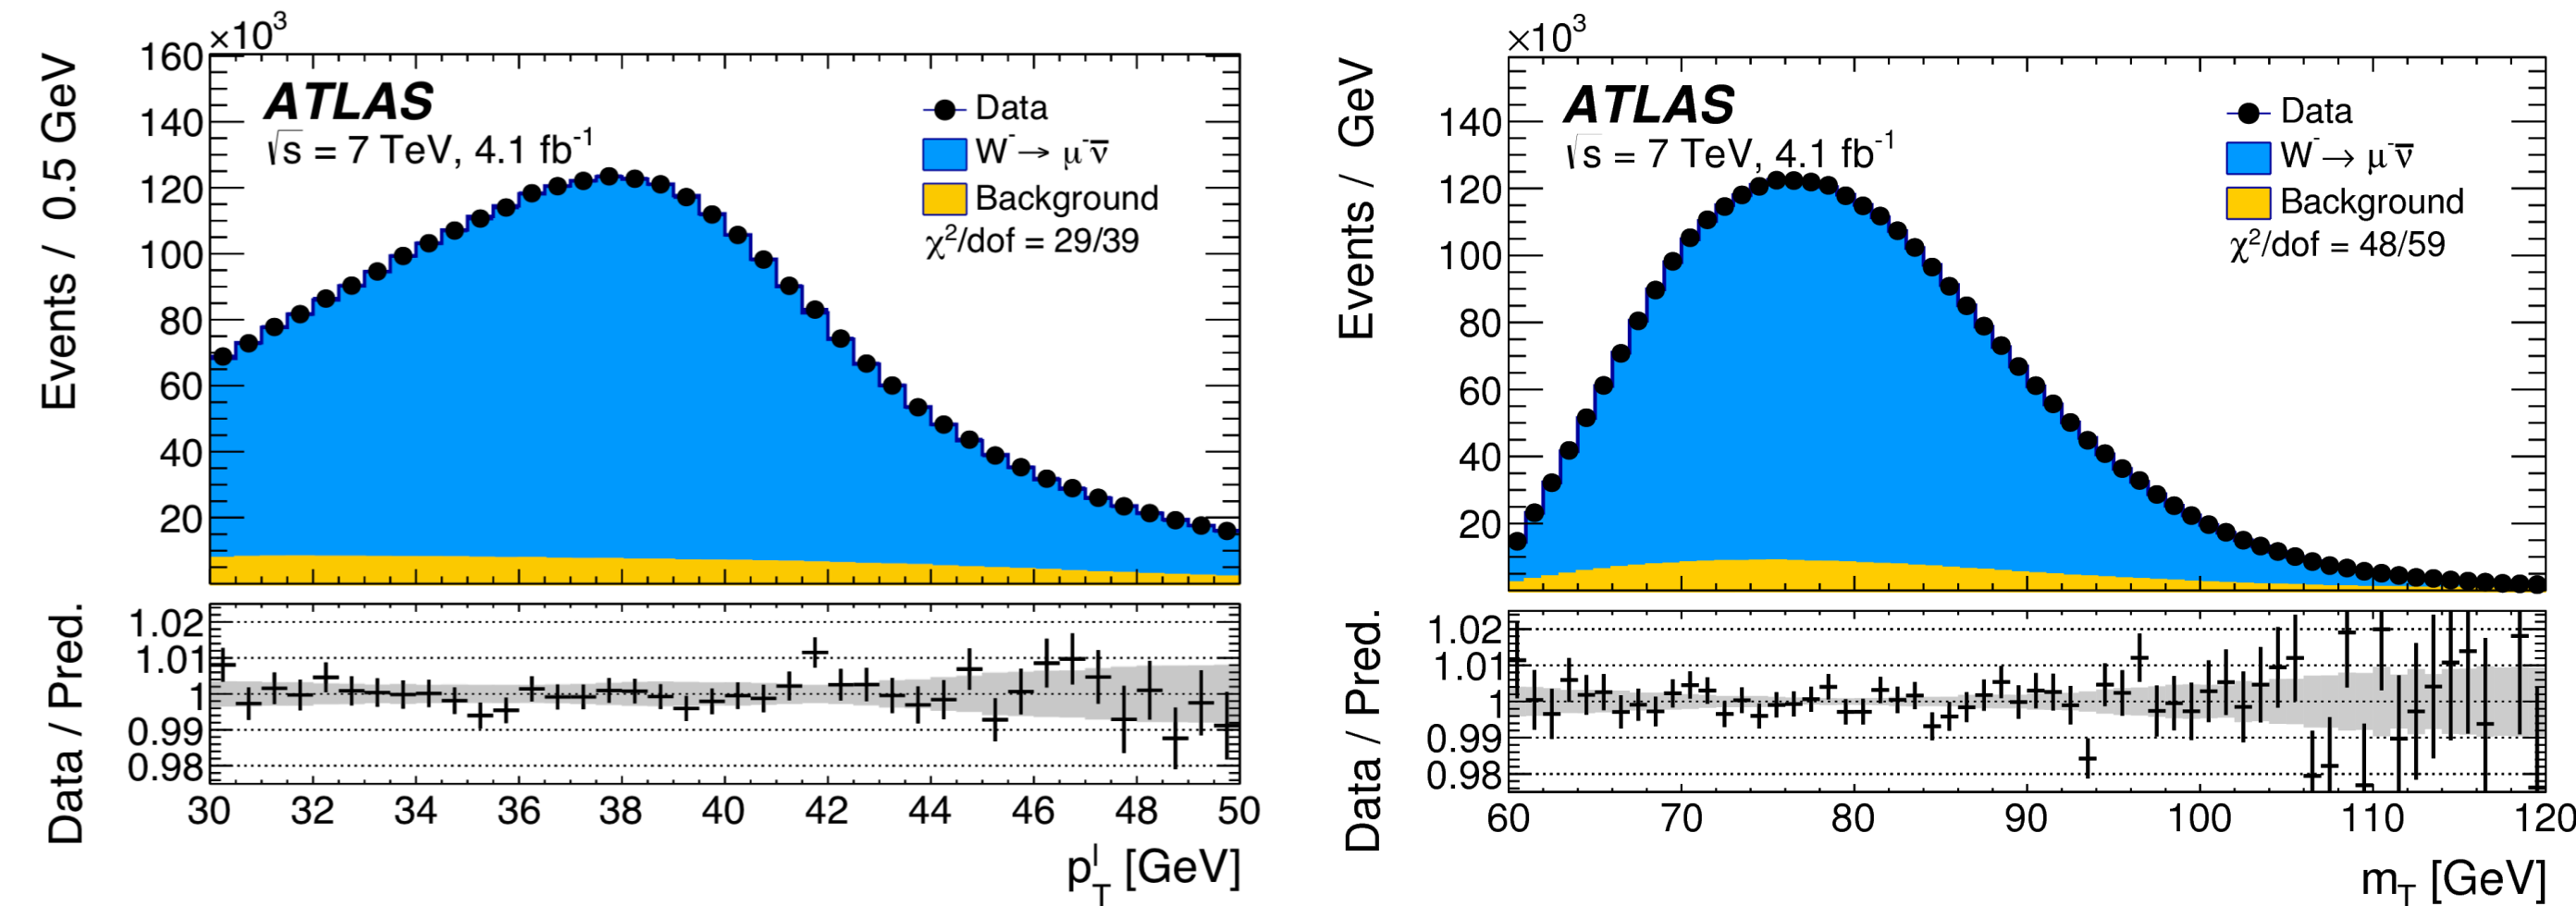 ×10³
Events / 0.5 GeV
160
140
120
100
80
60
40
20
ATLAS
√s = 7 TeV, 4.1 fb⁻¹
Data
W⁻→ μ⁻ν̅
Background
χ²/dof = 29/39
Data / Pred.
1.02
1.01
1
0.99
0.98
30 32 34 36 38 40 42 44 46 48 50
pᴸT [GeV]
×10³
Events / GeV
140
120
100
80
60
40
20
ATLAS
√s = 7 TeV, 4.1 fb⁻¹
Data
W⁻→ μ⁻ν̅
Background
χ²/dof = 48/59
Data / Pred.
1.02
1.01
1
0.99
0.98
60 70 80 90 100 110 120
mT [GeV]